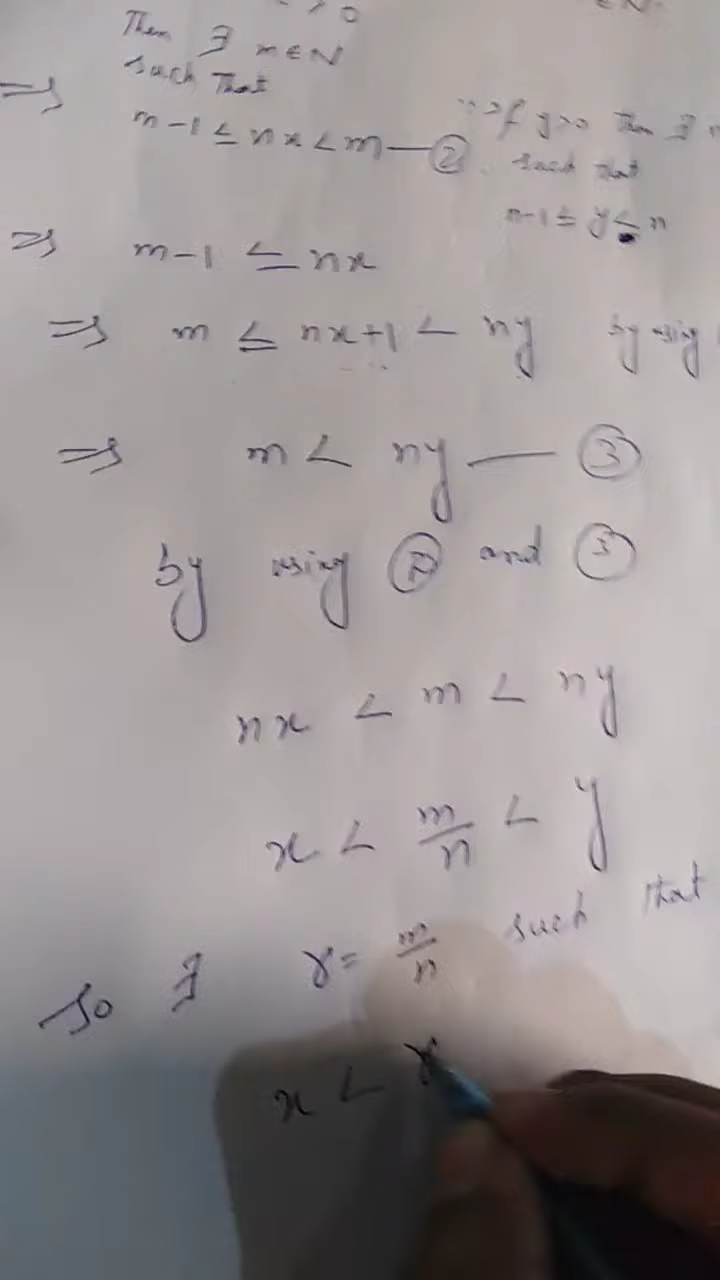 > 0
∈ N
Then ∃ m ∈ N
such That
⇒ m-1 ≤ nx < m — ②
∵ If y>0 Then ∃ n
such that
n-1 ≤ y < n
⇒ m-1 ≤ nx
⇒ m ≤ nx+1 < ny by using
⇒ m < ny — ③
by using ② and ③
nx < m < ny
x < m/n < y
So ∃ r = m/n such that
x < r